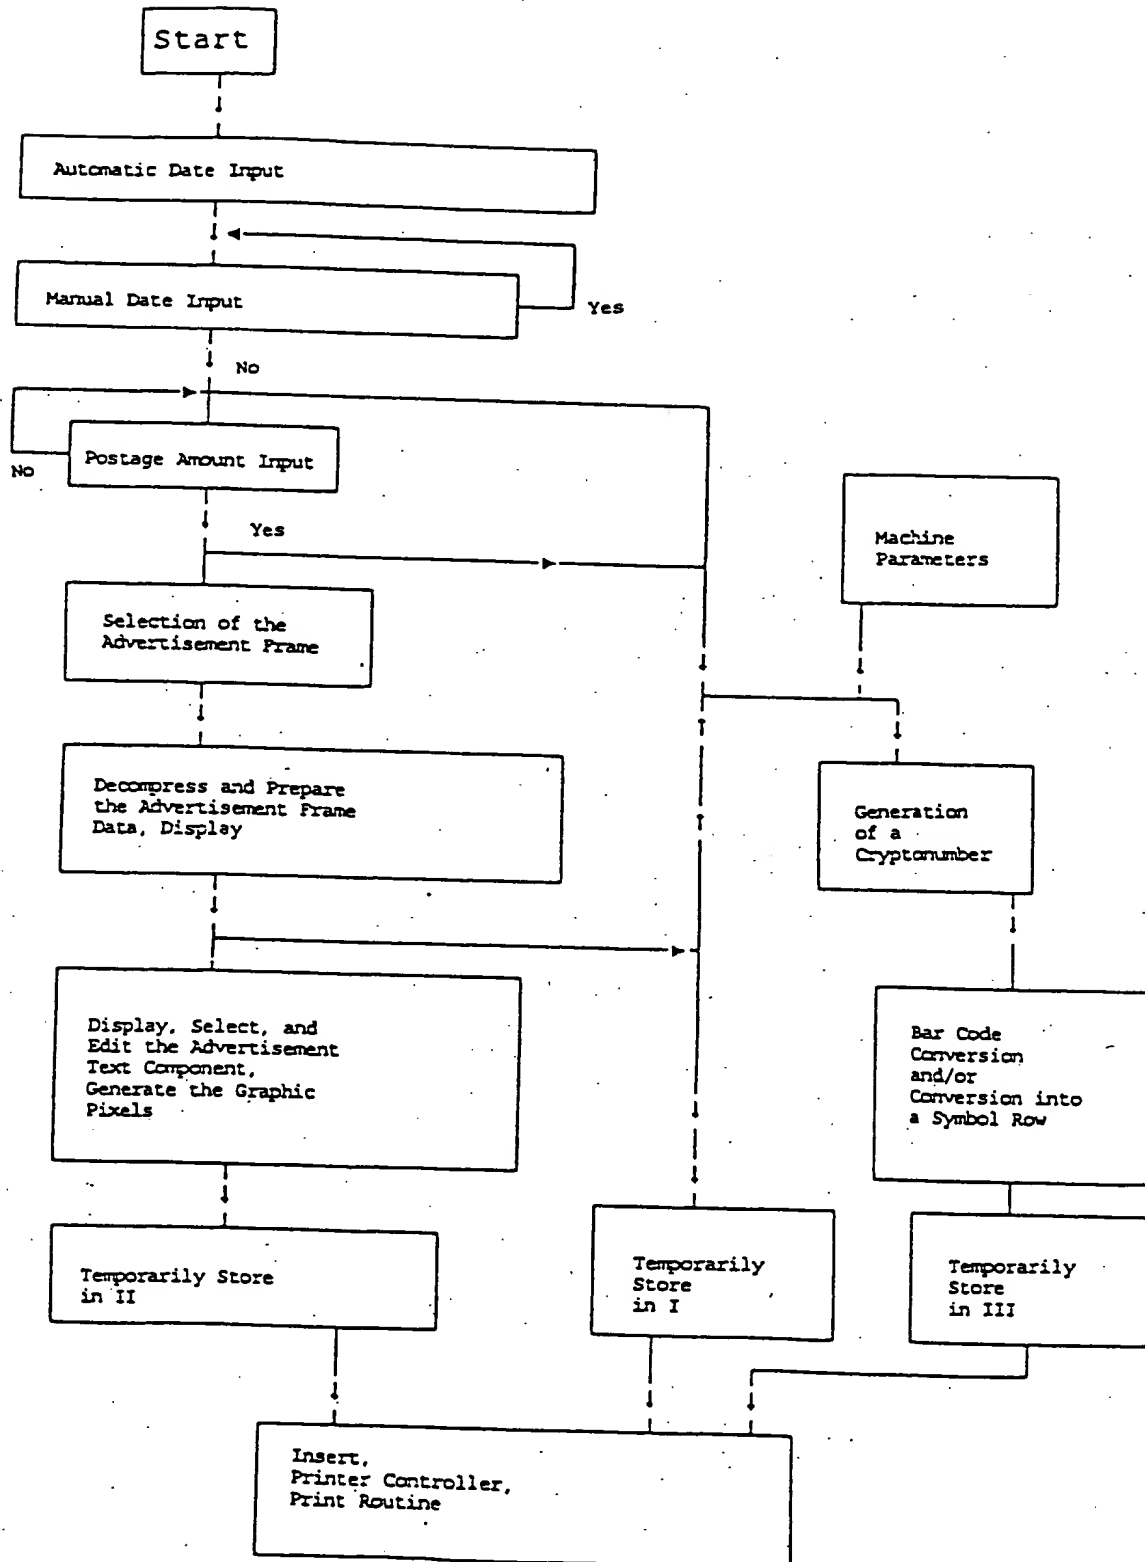 Start
Automatic Date Input
Manual Date Input
Yes
No
No
Postage Amount Input
Yes
Machine
Parameters
Selection of the
Advertisement Frame
Decompress and Prepare
the Advertisement Frame
Data, Display
Generation
of a
Cryptonumber
Display, Select, and
Edit the Advertisement
Text Component,
Generate the Graphic
Pixels
Bar Code
Conversion
and/or
Conversion into
a Symbol Row
Temporarily Store
in II
Temporarily
Store
in I
Temporarily
Store
in III
Insert,
Printer Controller,
Print Routine